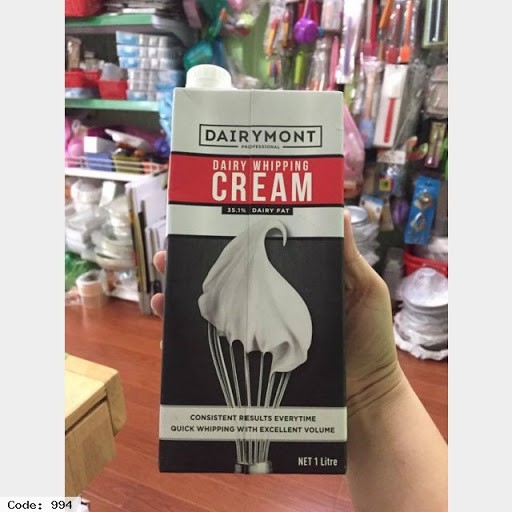 DAIRYMONT
PROFESSIONAL
DAIRY WHIPPING
CREAM
35.1% DAIRY FAT
CONSISTENT RESULTS EVERYTIME
QUICK WHIPPING WITH EXCELLENT VOLUME
NET 1 Litre
Code: 994